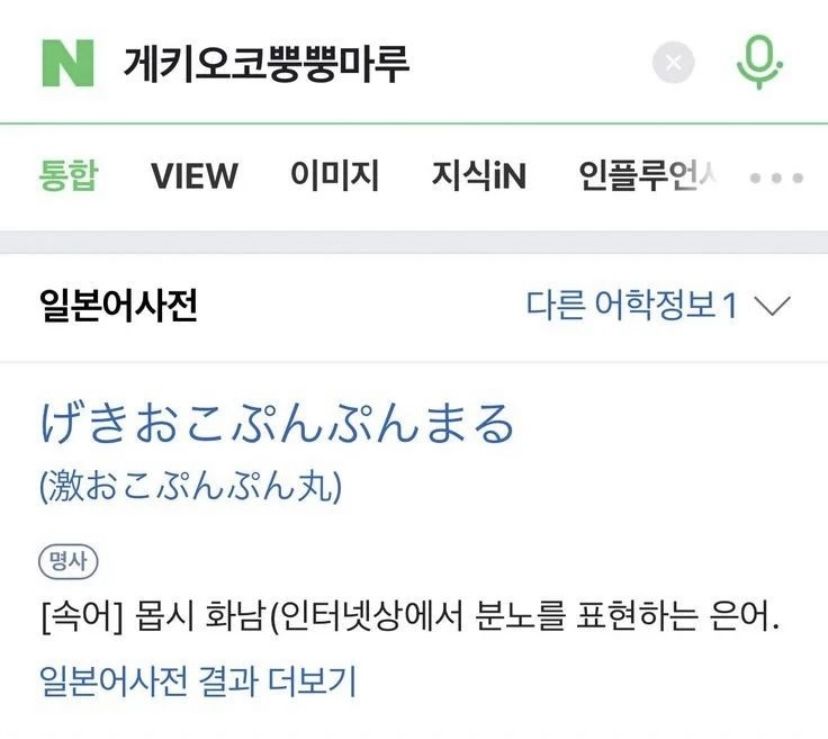 N 게키오코뿡뿡마루
통합 VIEW 이미지 지식iN 인플루언
일본어사전 다른 어학정보 1
げきおこぷんぷんまる
(激おこぷんぷん丸)
명사
[속어] 몹시 화남(인터넷상에서 분노를 표현하는 은어.
일본어사전 결과 더보기